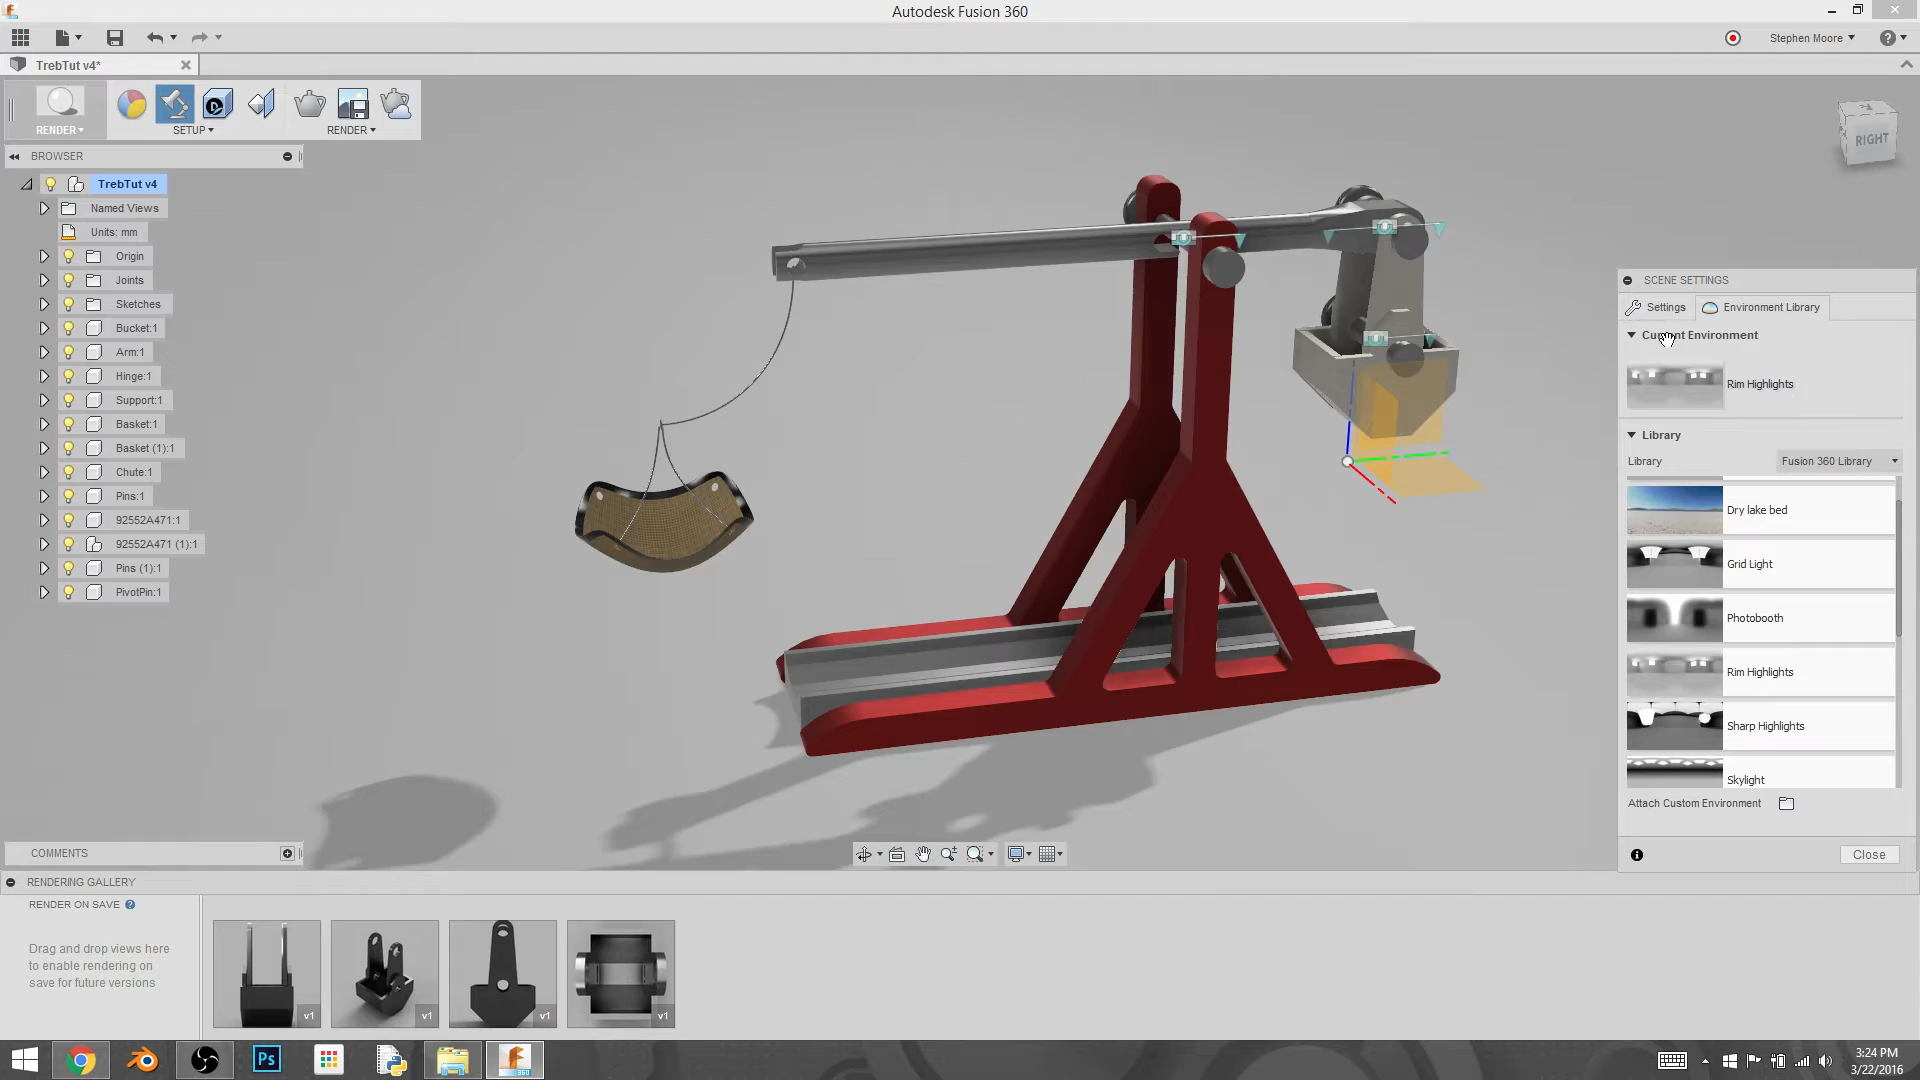 Autodesk Fusion 360
Stephen Moore
TrebTut v4*
RENDER
SETUP
RENDER
D
RIGHT
BROWSER
TrebTut v4
Named Views
Units: mm
Origin
Joints
Sketches
Bucket:1
Arm:1
Hinge:1
Support:1
Basket:1
Basket (1):1
Chute:1
Pins:1
92552A471:1
92552A471 (1):1
Pins (1):1
PivotPin:1
SCENE SETTINGS
Settings
Environment Library
Current Environment
Rim Highlights
Library
Library
Fusion 360 Library
Dry lake bed
Grid Light
Photobooth
Rim Highlights
Sharp Highlights
Skylight
Attach Custom Environment
Close
COMMENTS
RENDERING GALLERY
RENDER ON SAVE
Drag and drop views here
to enable rendering on
save for future versions
v1
v1
v1
v1
Ps
360
3:24 PM
3/22/2016